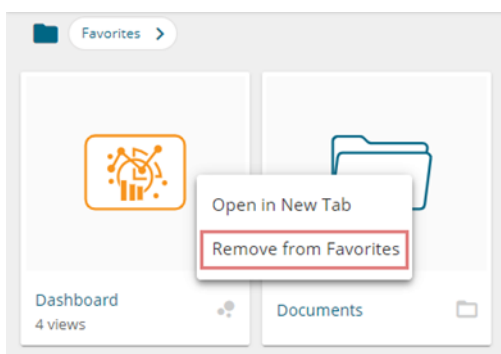 Favorites
Open in New Tab
Remove from Favorites
Dashboard
4 views
Documents